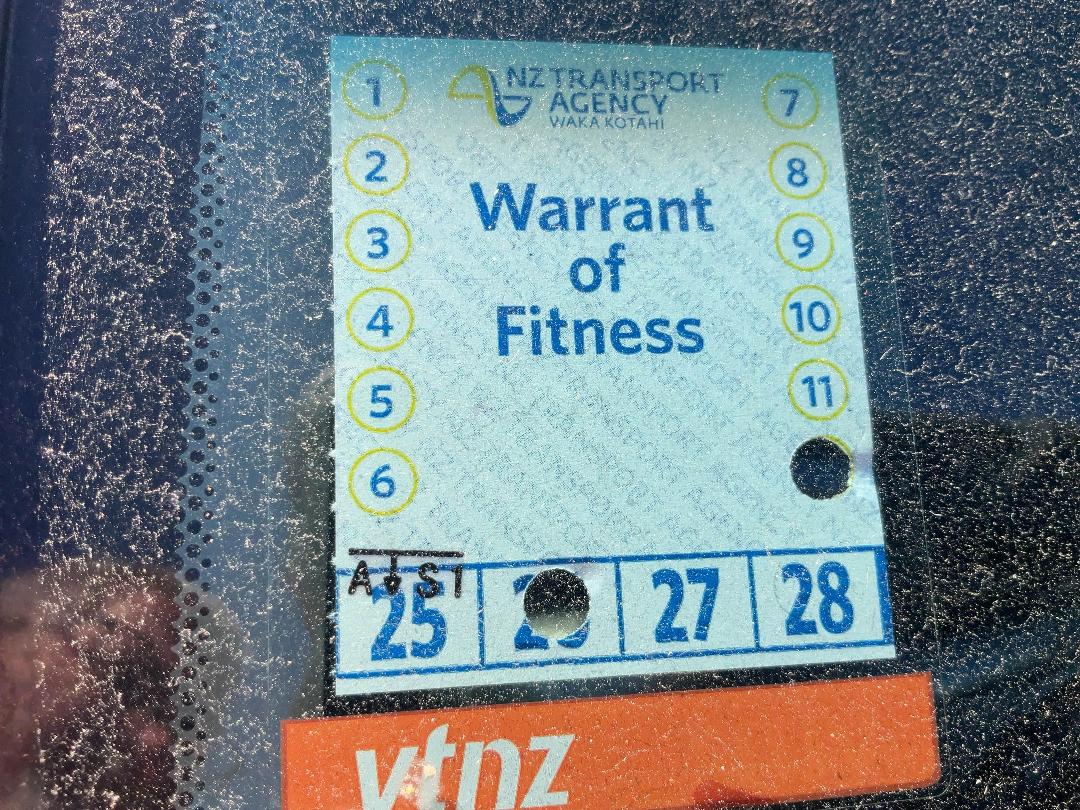 NZ TRANSPORT
AGENCY
WAKA KOTAHI
Warrant
of
Fitness
1
2
3
4
5
6
7
8
9
10
11
25
27
28
vtnz